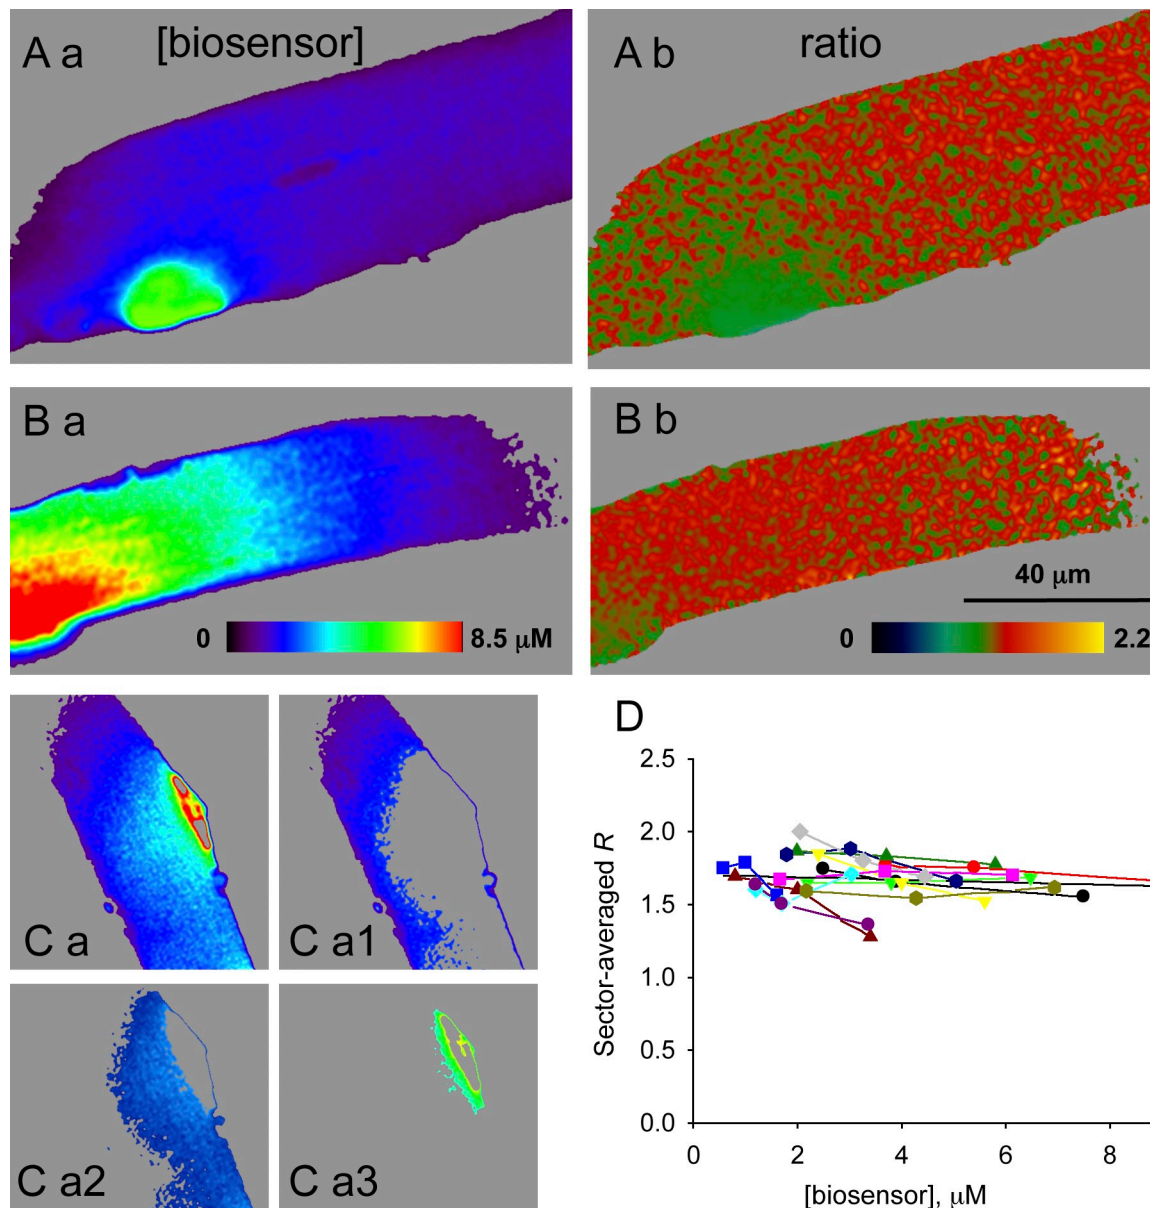 A a
[biosensor]
A b
ratio
B a
0
8.5 μM
B b
40 μm
0
2.2
C a
C a1
C a2
C a3
D
2.5
2.0
1.5
1.0
0.5
0.0
0
2
4
6
8
Sector-averaged R
[biosensor], μM